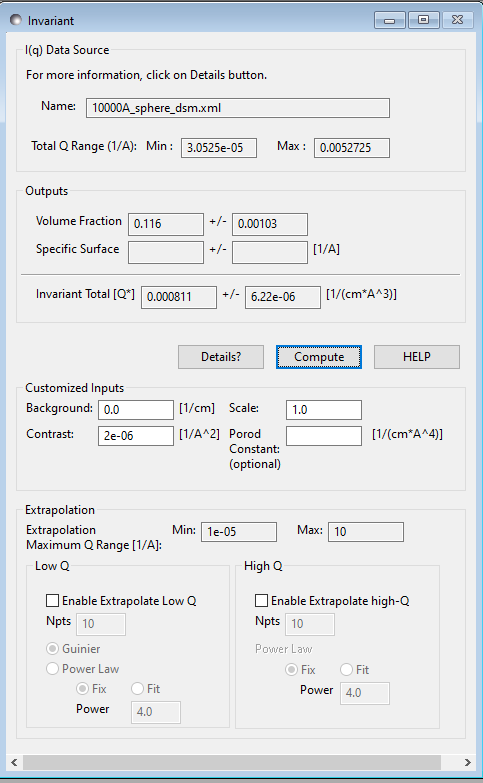 Invariant
I(q) Data Source
For more information, click on Details button.
Name: 10000A_sphere_dsm.xml
Total Q Range (1/A): Min : 3.0525e-05 Max : 0.0052725
Outputs
Volume Fraction 0.116 +/- 0.00103
Specific Surface +/- [1/A]
Invariant Total [Q*] 0.000811 +/- 6.22e-06 [1/(cm*A^3)]
Details? Compute HELP
Customized Inputs
Background: 0.0 [1/cm] Scale: 1.0
Contrast: 2e-06 [1/A^2] Porod [1/(cm*A^4)]
Constant:
(optional)
Extrapolation
Extrapolation Min: 1e-05 Max: 10
Maximum Q Range [1/A]:
Low Q
Enable Extrapolate Low Q
Npts 10
Guinier
Power Law
Fix Fit
Power 4.0
High Q
Enable Extrapolate high-Q
Npts 10
Power Law
Fix Fit
Power 4.0